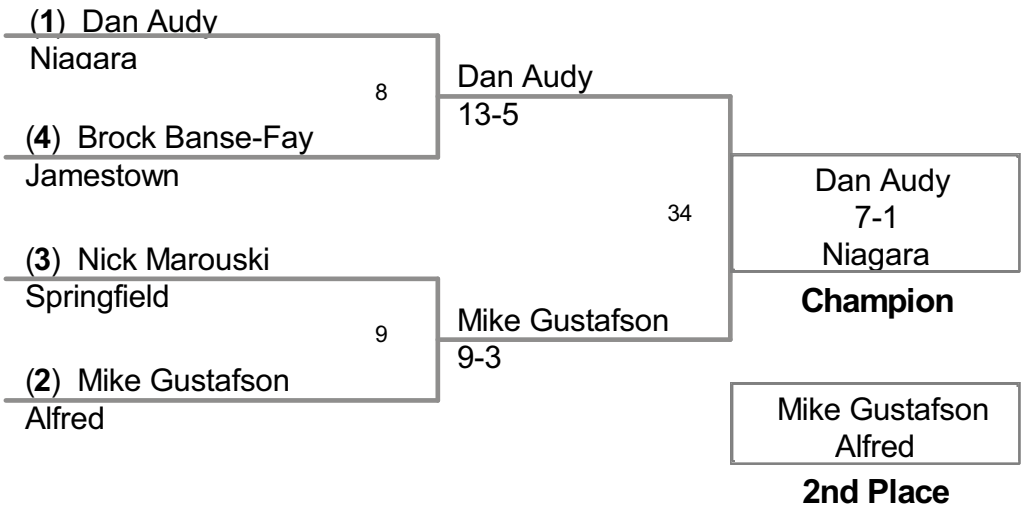 (1) Dan Audy
Niagara
8
(4) Brock Banse-Fay
Jamestown
(3) Nick Marouski
Springfield
9
(2) Mike Gustafson
Alfred
Dan Audy
13-5
34
Mike Gustafson
9-3
Dan Audy
7-1
Niagara
Champion
Mike Gustafson
Alfred
2nd Place